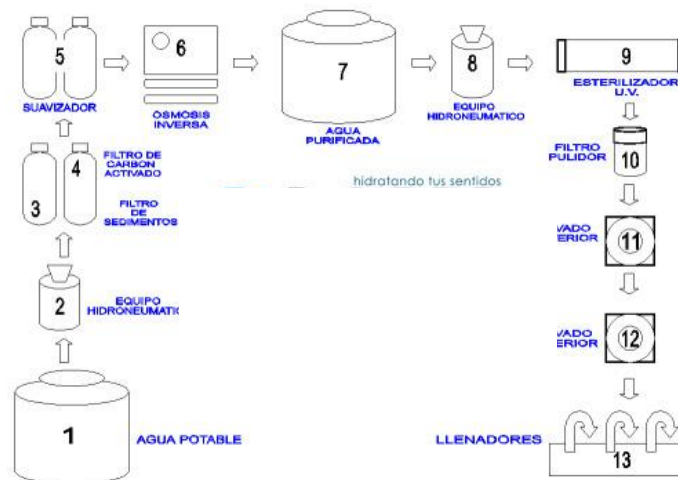 5
SUAVIZADOR
6
OSMOSIS
INVERSA
7
AGUA
PURIFICADA
8
EQUIPO
HIDRONEUMATICO
9
ESTERILIZADOR
U.V.
FILTRO
PULIDOR
10
3
4
FILTRO DE
CARBON
ACTIVADO
FILTRO
DE
SEDIMENTOS
hidratando tus sentidos
VADO
ERIOR
11
2
EQUIPO
HIDRONEUMATIC
VADO
ERIOR
12
1
AGUA POTABLE
LLENADORES
13